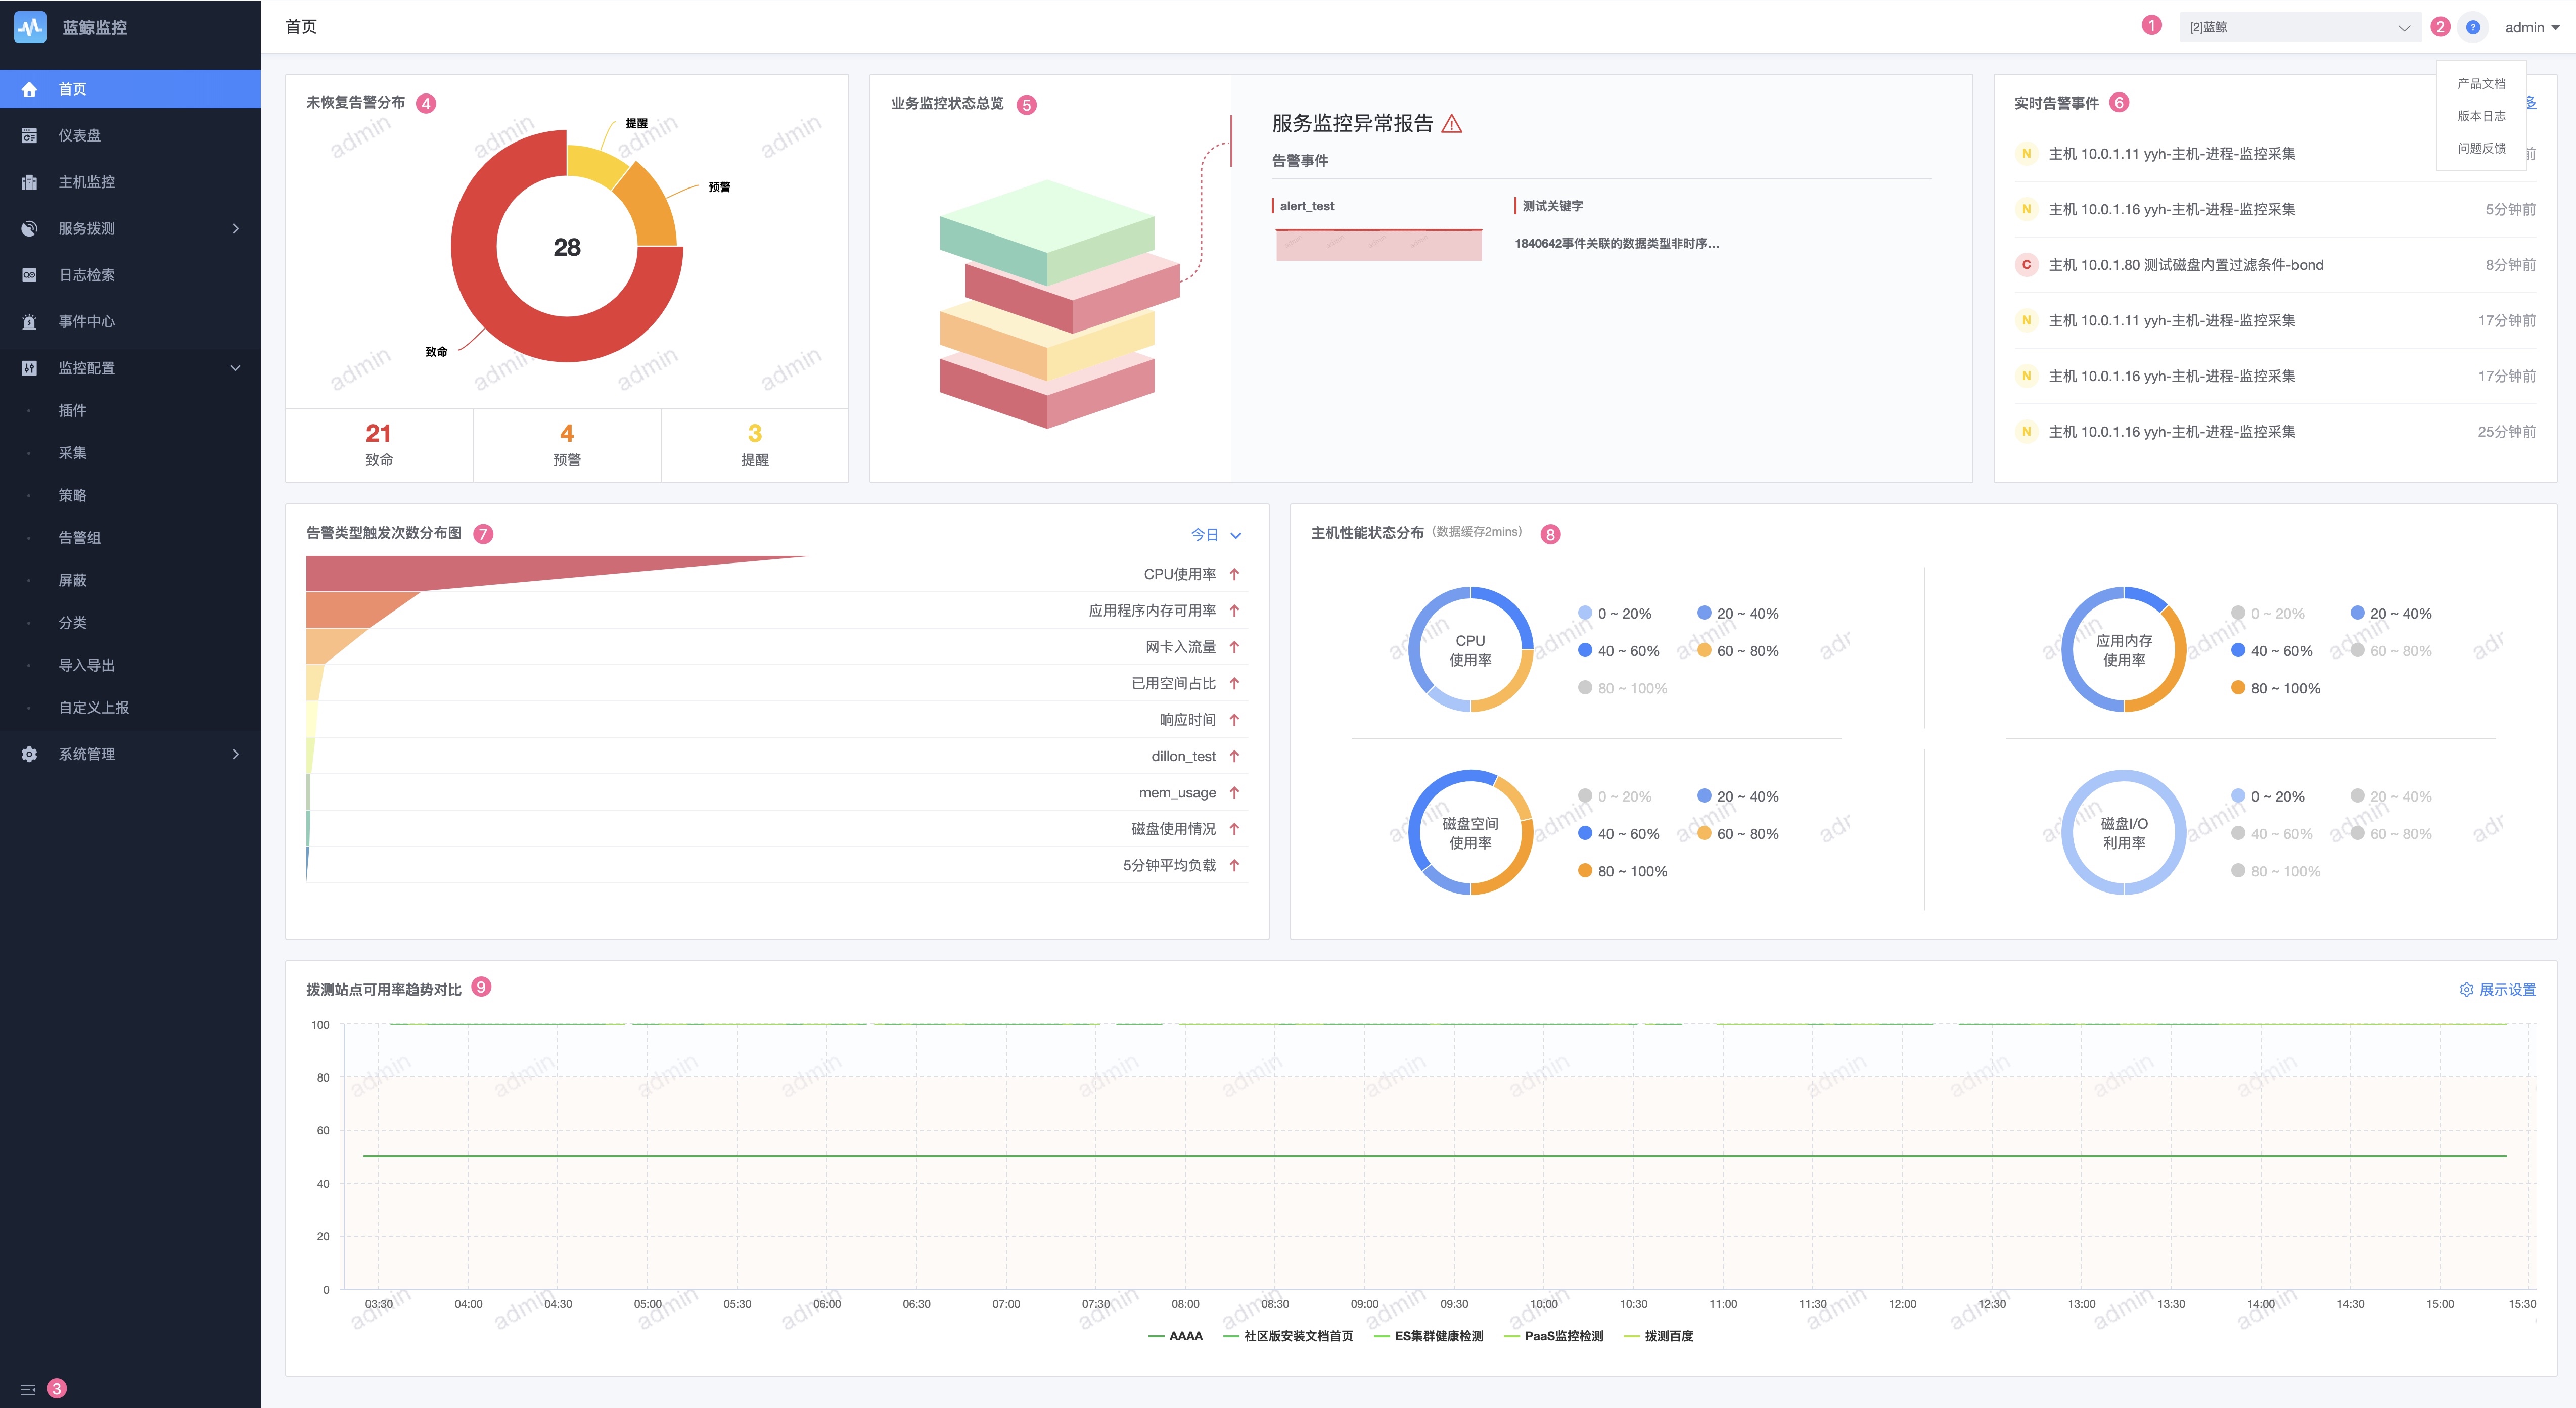 蓝鲸监控
首页
仪表盘
主机监控
服务拨测
日志检索
事件中心
监控配置
插件
采集
策略
告警组
屏蔽
分类
导入导出
自定义上报
系统管理
3
首页
1
[2]蓝鲸
2
?
admin
产品文档
版本日志
问题反馈
未恢复告警分布 4
提醒
预警
28
致命
21 4 3
致命 预警 提醒
业务监控状态总览 5
服务监控异常报告
告警事件
alert_test
测试关键字
1840642事件关联的数据类型非时序...
实时告警事件 6
多
N 主机 10.0.1.11 yyh-主机-进程-监控采集 前
N 主机 10.0.1.16 yyh-主机-进程-监控采集 5分钟前
C 主机 10.0.1.80 测试磁盘内置过滤条件-bond 8分钟前
N 主机 10.0.1.11 yyh-主机-进程-监控采集 17分钟前
N 主机 10.0.1.16 yyh-主机-进程-监控采集 17分钟前
N 主机 10.0.1.16 yyh-主机-进程-监控采集 25分钟前
告警类型触发次数分布图 7
今日
CPU使用率
应用程序内存可用率
网卡入流量
已用空间占比
响应时间
dillon_test
mem_usage
磁盘使用情况
5分钟平均负载
主机性能状态分布 (数据缓存2mins) 8
CPU
使用率
0 ~ 20% 20 ~ 40%
40 ~ 60% 60 ~ 80%
80 ~ 100%
应用内存
使用率
0 ~ 20% 20 ~ 40%
40 ~ 60% 60 ~ 80%
80 ~ 100%
磁盘空间
使用率
0 ~ 20% 20 ~ 40%
40 ~ 60% 60 ~ 80%
80 ~ 100%
磁盘I/O
利用率
0 ~ 20% 20 ~ 40%
40 ~ 60% 60 ~ 80%
80 ~ 100%
拨测站点可用率趋势对比 9
展示设置
100
80
60
40
20
0
03:30 04:00 04:30 05:00 05:30 06:00 06:30 07:00 07:30 08:00 08:30 09:00 09:30 10:00 10:30 11:00 11:30 12:00 12:30 13:00 13:30 14:00 14:30 15:00 15:30
AAAA 社区版安装文档首页 ES集群健康检测 PaaS监控检测 拨测百度
admin